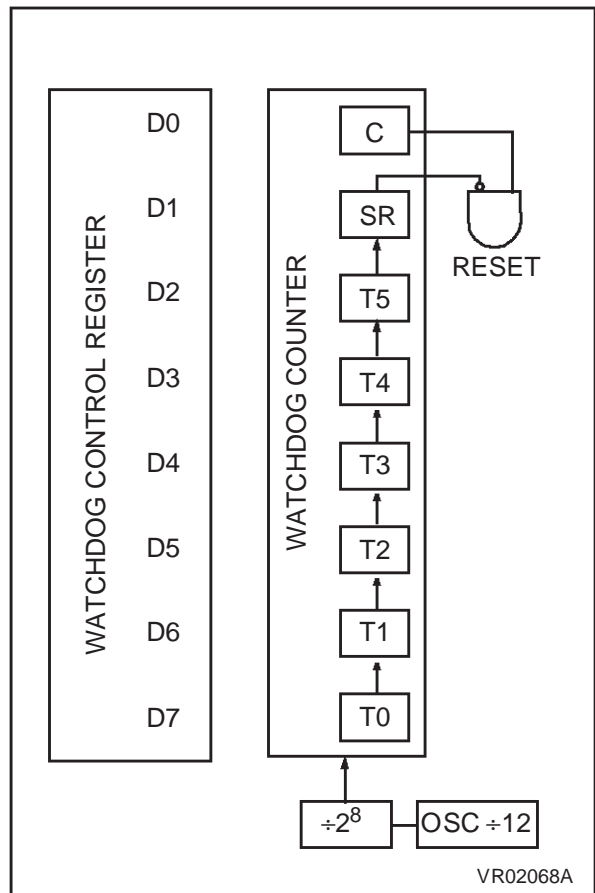 WATCHDOG CONTROL REGISTER
D0
D1
D2
D3
D4
D5
D6
D7
WATCHDOG COUNTER
C
SR
T5
T4
T3
T2
T1
T0
RESET
÷2⁸
OSC ÷12
VR02068A